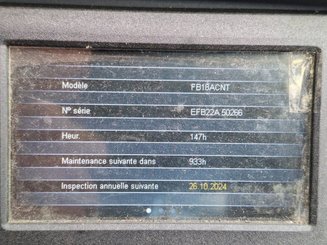 Modèle FB18ACNT
N° série EFB22A 50266
Heur. 147h
Maintenance suivante dans 933h
Inspection annuelle suivante 26.10.2024